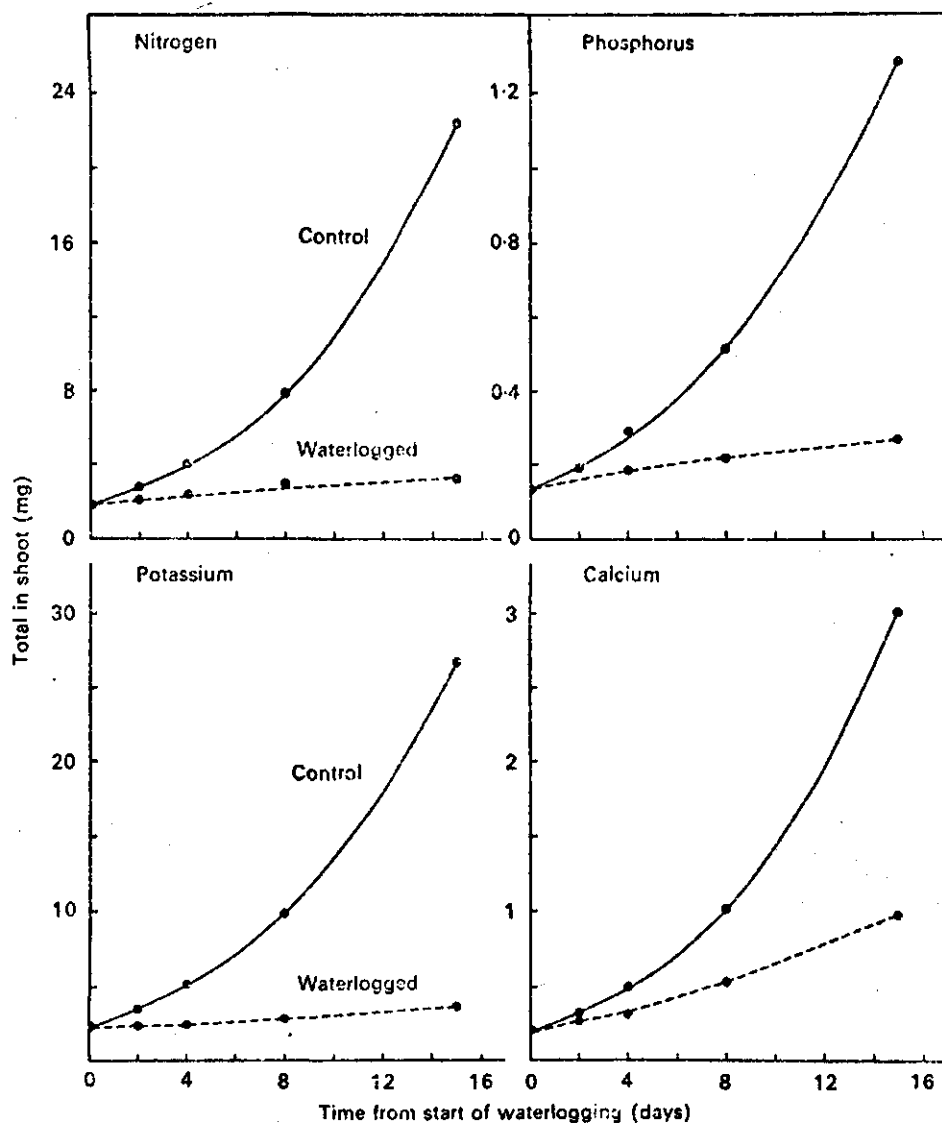 Nitrogen
Phosphorus
24
16
8
0
Control
Waterlogged
1·2
0·8
0·4
0
Total in shoot (mg)
Potassium
Calcium
30
20
10
Control
Waterlogged
3
2
1
0 4 8 12 16
0 4 8 12 16
Time from start of waterlogging (days)